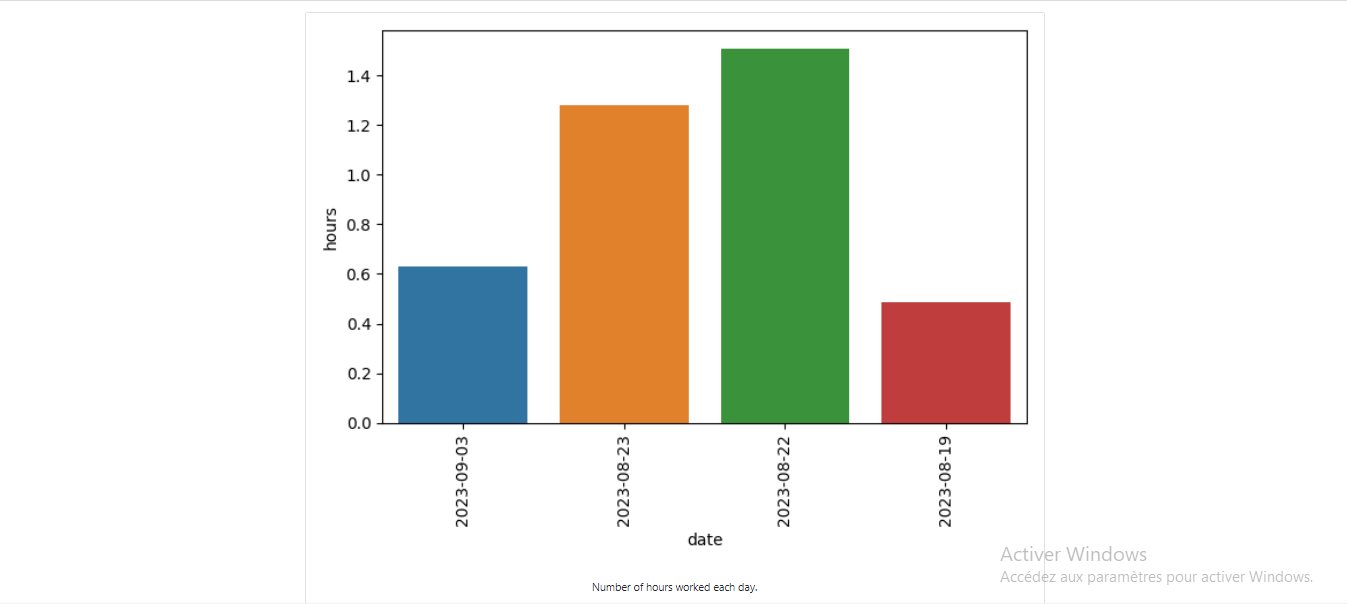 1.4
1.2
1.0
0.8
0.6
0.4
0.2
0.0
hours
2023-09-03
2023-08-23
2023-08-22
2023-08-19
date
Number of hours worked each day.
Activer Windows
Accédez aux paramètres pour activer Windows.